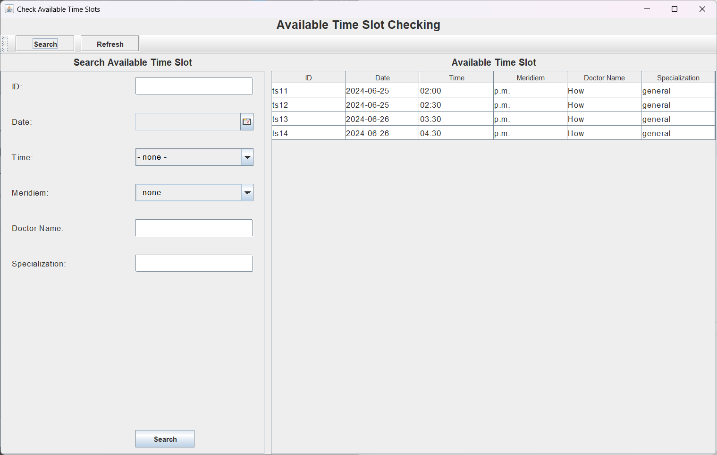 Check Available Time Slots
Available Time Slot Checking
Search Refresh
Search Available Time Slot
ID:
Date:
Time:
- none -
Meridiem:
- none -
Doctor Name:
Specialization:
Search
Available Time Slot
ID Date Time Meridiem Doctor Name Specialization
ts11 2024-06-25 02:00 p.m. How general
ts12 2024-06-25 02:30 p.m. How general
ts13 2024-06-26 03:30 p.m. How general
ts14 2024-06-26 04:30 p.m. How general